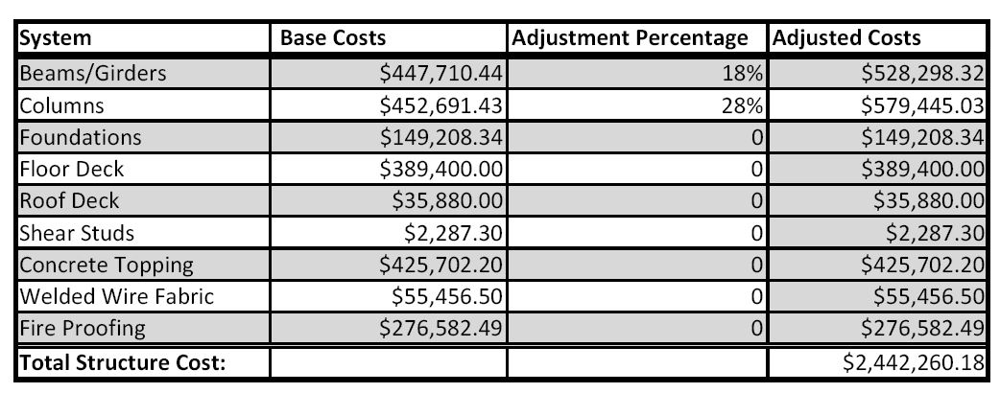 System Base Costs Adjustment Percentage Adjusted Costs
Beams/Girders $447,710.44 18% $528,298.32
Columns $452,691.43 28% $579,445.03
Foundations $149,208.34 0 $149,208.34
Floor Deck $389,400.00 0 $389,400.00
Roof Deck $35,880.00 0 $35,880.00
Shear Studs $2,287.30 0 $2,287.30
Concrete Topping $425,702.20 0 $425,702.20
Welded Wire Fabric $55,456.50 0 $55,456.50
Fire Proofing $276,582.49 0 $276,582.49
Total Structure Cost: $2,442,260.18